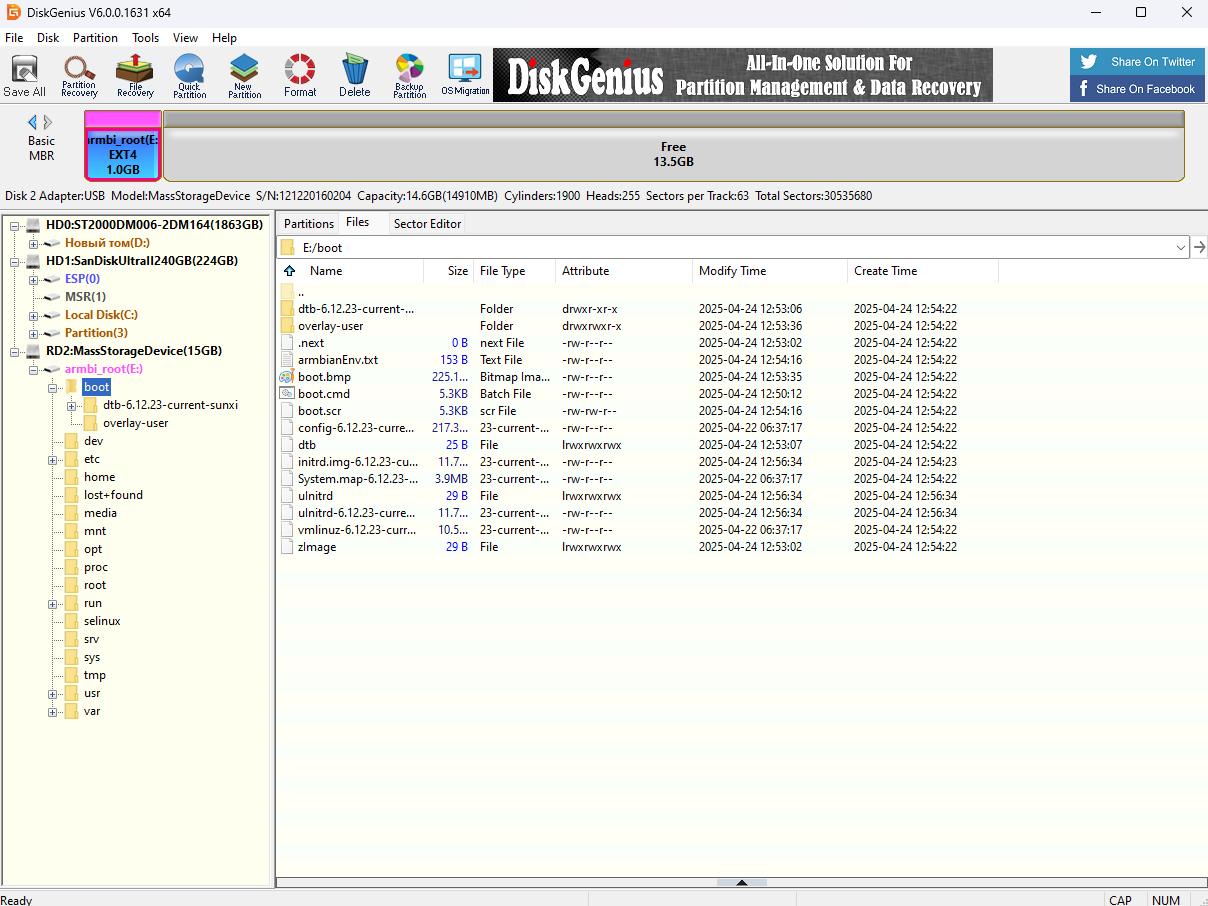 DiskGenius V6.0.0.1631 x64
File Disk Partition Tools View Help
Save All
Partition Recovery
File Recovery
Quick Partition
New Partition
Format
Delete
Backup Partition
OS Migration
DiskGenius
All-In-One Solution For
Partition Management & Data Recovery
Share On Twitter
Share On Facebook
Basic
MBR
armbi_root(E:
EXT4
1.0GB
Free
13.5GB
Disk 2 Adapter:USB Model:MassStorageDevice S/N:121220160204 Capacity:14.6GB(14910MB) Cylinders:1900 Heads:255 Sectors per Track:63 Total Sectors:30535680
HD0:ST2000DM006-2DM164(1863GB)
Новый том(D:)
HD1:SanDiskUltraII240GB(224GB)
ESP(0)
MSR(1)
Local Disk(C:)
Partition(3)
RD2:MassStorageDevice(15GB)
armbi_root(E:)
boot
dtb-6.12.23-current-sunxi
overlay-user
dev
etc
home
lost+found
media
mnt
opt
proc
root
run
selinux
srv
sys
tmp
usr
var
Partitions Files Sector Editor
E:/boot
Name Size File Type Attribute Modify Time Create Time
..
dtb-6.12.23-current-... Folder drwxr-xr-x 2025-04-24 12:53:06 2025-04-24 12:54:22
overlay-user Folder drwxrwxr-x 2025-04-24 12:53:36 2025-04-24 12:54:22
.next 0 B next File -rw-r--r-- 2025-04-24 12:53:02 2025-04-24 12:54:22
armbianEnv.txt 153 B Text File -rw-r--r-- 2025-04-24 12:54:16 2025-04-24 12:54:22
boot.bmp 225.1... Bitmap Ima... -rw-r--r-- 2025-04-24 12:53:35 2025-04-24 12:54:22
boot.cmd 5.3KB Batch File -rw-r--r-- 2025-04-24 12:50:12 2025-04-24 12:54:22
boot.scr 5.3KB scr File -rw-rw-r-- 2025-04-24 12:54:16 2025-04-24 12:54:22
config-6.12.23-curre... 217.3... 23-current-... -rw-r--r-- 2025-04-22 06:37:17 2025-04-24 12:54:22
dtb 25 B File lrwxrwxrwx 2025-04-24 12:53:07 2025-04-24 12:54:22
initrd.img-6.12.23-cu... 11.7... 23-current-... -rw-r--r-- 2025-04-24 12:56:34 2025-04-24 12:54:23
System.map-6.12.23-... 3.9MB 23-current-... -rw-r--r-- 2025-04-22 06:37:17 2025-04-24 12:54:22
uInitrd 29 B File lrwxrwxrwx 2025-04-24 12:56:34 2025-04-24 12:56:34
uInitrd-6.12.23-curre... 11.7... 23-current-... -rw-r--r-- 2025-04-24 12:56:34 2025-04-24 12:56:34
vmlinuz-6.12.23-curr... 10.5... 23-current-... -rw-r--r-- 2025-04-22 06:37:17 2025-04-24 12:54:22
zImage 29 B File lrwxrwxrwx 2025-04-24 12:53:02 2025-04-24 12:54:22
Ready CAP NUM